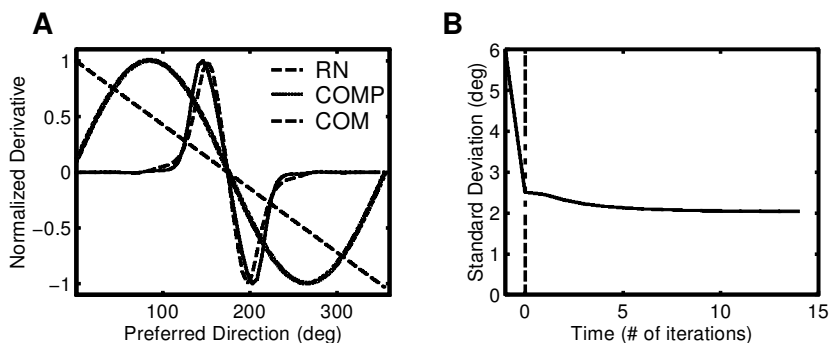 A
Normalized Derivative
1
0.5
0
−0.5
−1
RN
COMP
COM
100
200
300
Preferred Direction (deg)
B
Standard Deviation (deg)
6
5
4
3
2
1
0
0
5
10
15
Time (# of iterations)